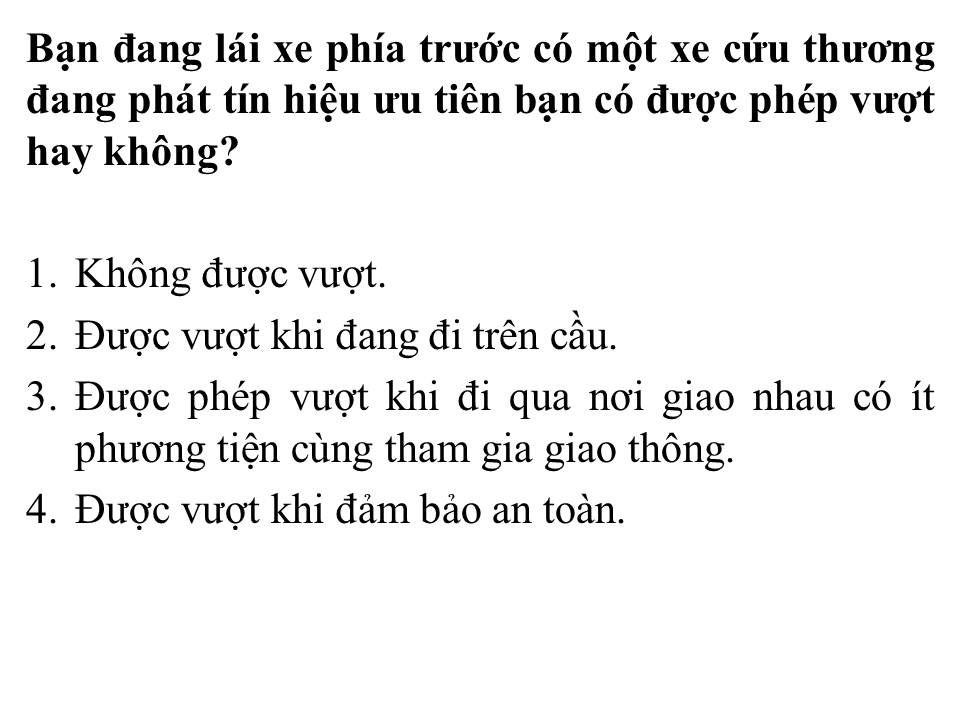 Bạn đang lái xe phía trước có một xe cứu thương
đang phát tín hiệu ưu tiên bạn có được phép vượt
hay không?
1. Không được vượt.
2. Được vượt khi đang đi trên cầu.
3. Được phép vượt khi đi qua nơi giao nhau có ít
phương tiện cùng tham gia giao thông.
4. Được vượt khi đảm bảo an toàn.